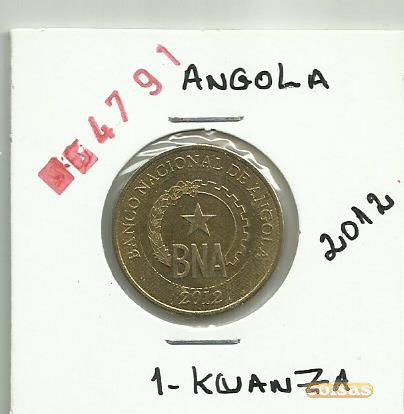 ANGOLA
4791
BANCO NACIONAL DE ANGOLA
BNA
2012
2012
1-KWANZA